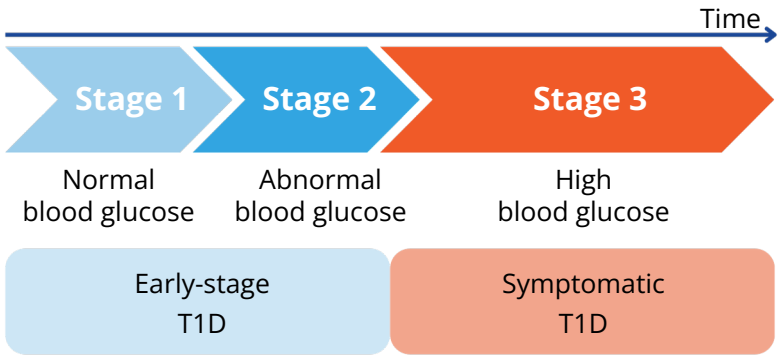 Time
Stage 1
Stage 2
Stage 3
Normal
blood glucose
Abnormal
blood glucose
High
blood glucose
Early-stage
T1D
Symptomatic
T1D